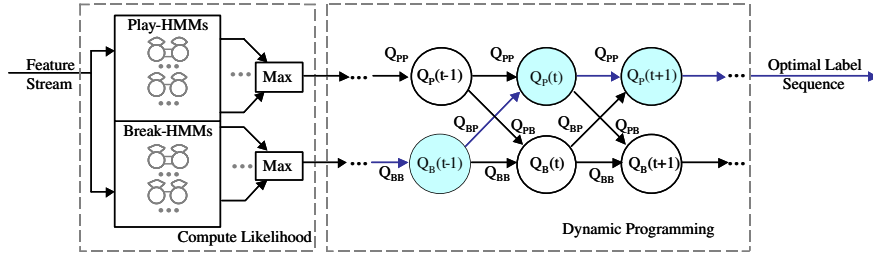 Feature
Stream
Play-HMMs
...
...
Max
...
Break-HMMs
...
...
Max
...
Compute Likelihood
Q_PP Q_PP Q_PP
Q_P(t-1) Q_P(t) Q_P(t+1) ...
Q_BP Q_PB Q_BP Q_PB
Q_B(t-1) Q_B(t) Q_B(t+1) ...
Q_BB Q_BB Q_BB
Dynamic Programming
Optimal Label
Sequence